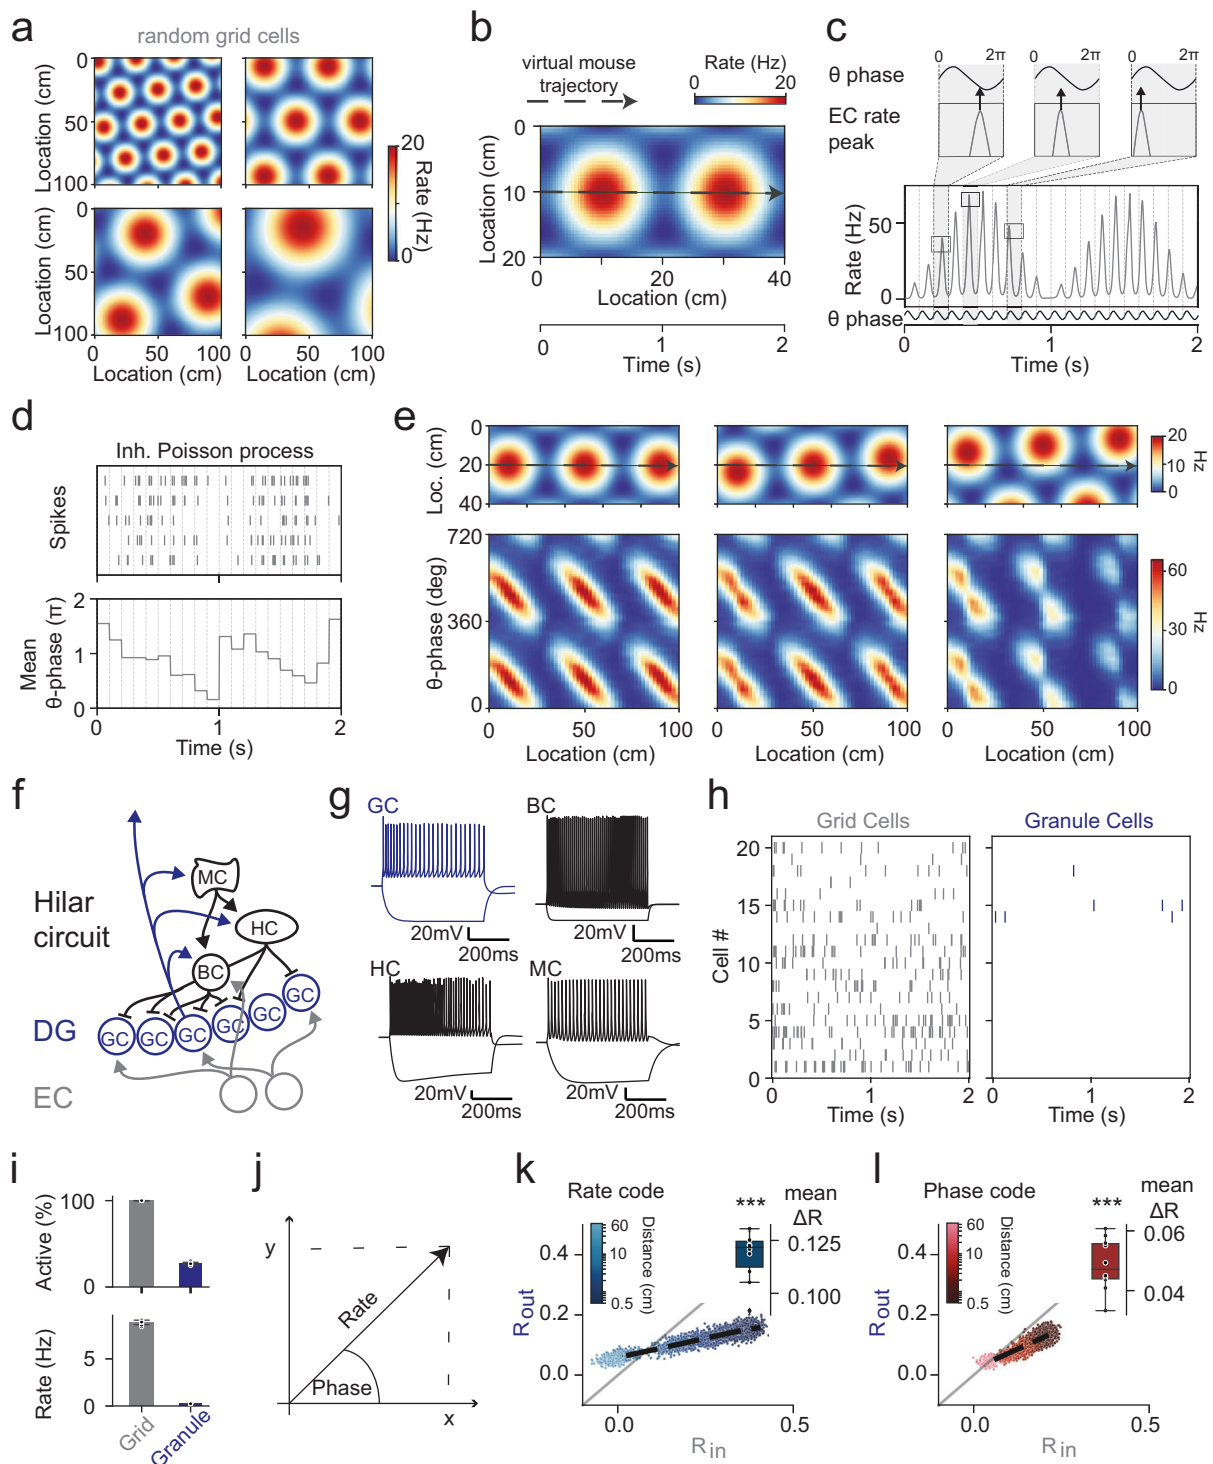 a
random grid cells
Location (cm)
0
50
100
Location (cm)
0
50
100
0 50 100
Location (cm)
0 50 100
Location (cm)
20
0
Rate (Hz)
b
virtual mouse
trajectory
Rate (Hz)
0 20
Location (cm)
0
10
20
0 20 40
Location (cm)
0 1 2
Time (s)
c
0 2π 0 2π 0 2π
θ phase
EC rate
peak
Rate (Hz)
50
0
θ phase
0 1 2
Time (s)
d
Inh. Poisson process
Spikes
Mean
θ-phase (π)
2
1
0
0 1 2
Time (s)
e
Loc. (cm)
0
20
40
20
10
0
Hz
θ-phase (deg)
720
360
0
60
30
0
Hz
0 50 100
Location (cm)
0 50 100
Location (cm)
0 50 100
Location (cm)
f
Hilar
circuit
MC
HC
BC
DG
GC GC GC GC GC
EC
g
GC
20mV
200ms
BC
20mV
200ms
HC
20mV
200ms
MC
20mV
200ms
h
Grid Cells
Granule Cells
Cell #
20
15
10
5
0
0 1 2
Time (s)
0 1 2
Time (s)
i
Active (%)
100
0
Rate (Hz)
5
0
Grid
Granule
j
y
Rate
Phase
x
k
Rate code
***
mean
ΔR
60
10
0.5
Distance (cm)
0.125
0.100
Rout
0.4
0.2
0.0
0.0 0.5
Rin
l
Phase code
***
mean
ΔR
60
10
0.5
Distance (cm)
0.06
0.04
Rout
0.4
0.2
0.0
0.0 0.5
Rin